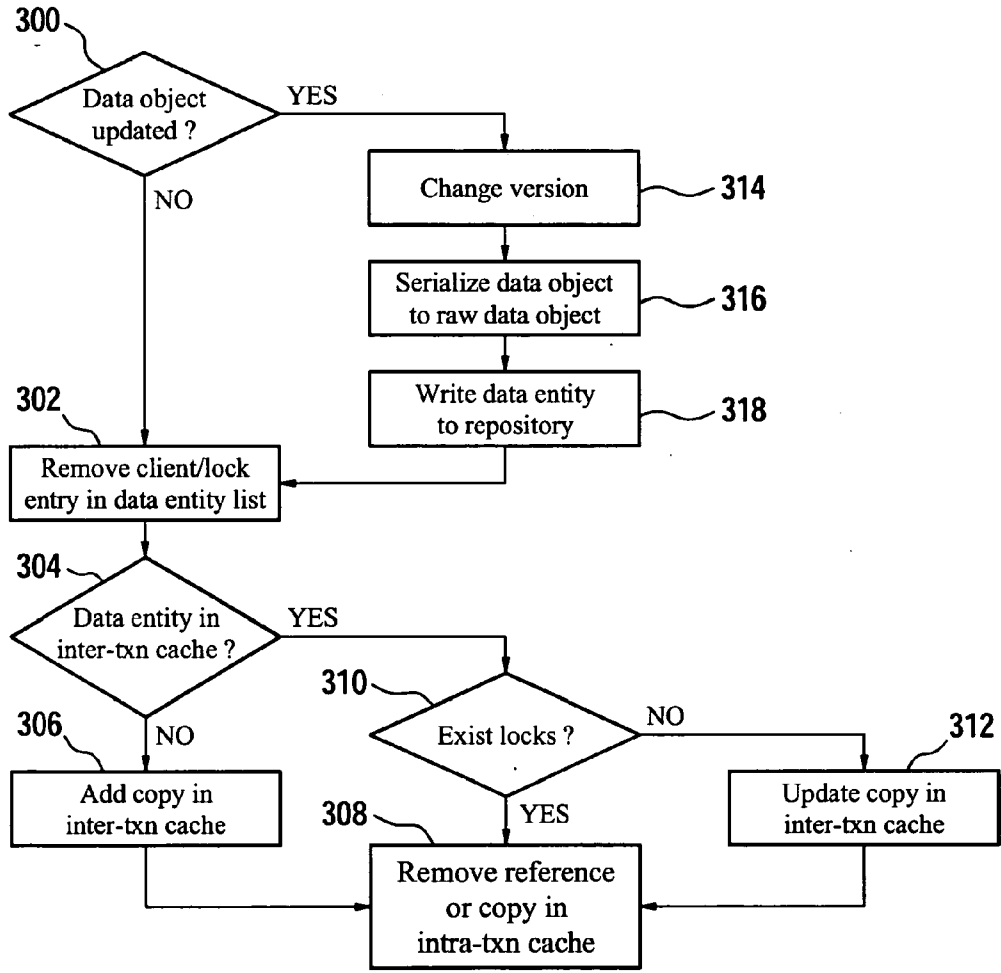 300
Data object
updated ?
YES
NO
Change version
314
Serialize data object
to raw data object
316
Write data entity
to repository
318
302
Remove client/lock
entry in data entity list
304
Data entity in
inter-txn cache ?
YES
NO
310
Exist locks ?
NO
YES
306
Add copy in
inter-txn cache
312
Update copy in
inter-txn cache
308
Remove reference
or copy in
intra-txn cache